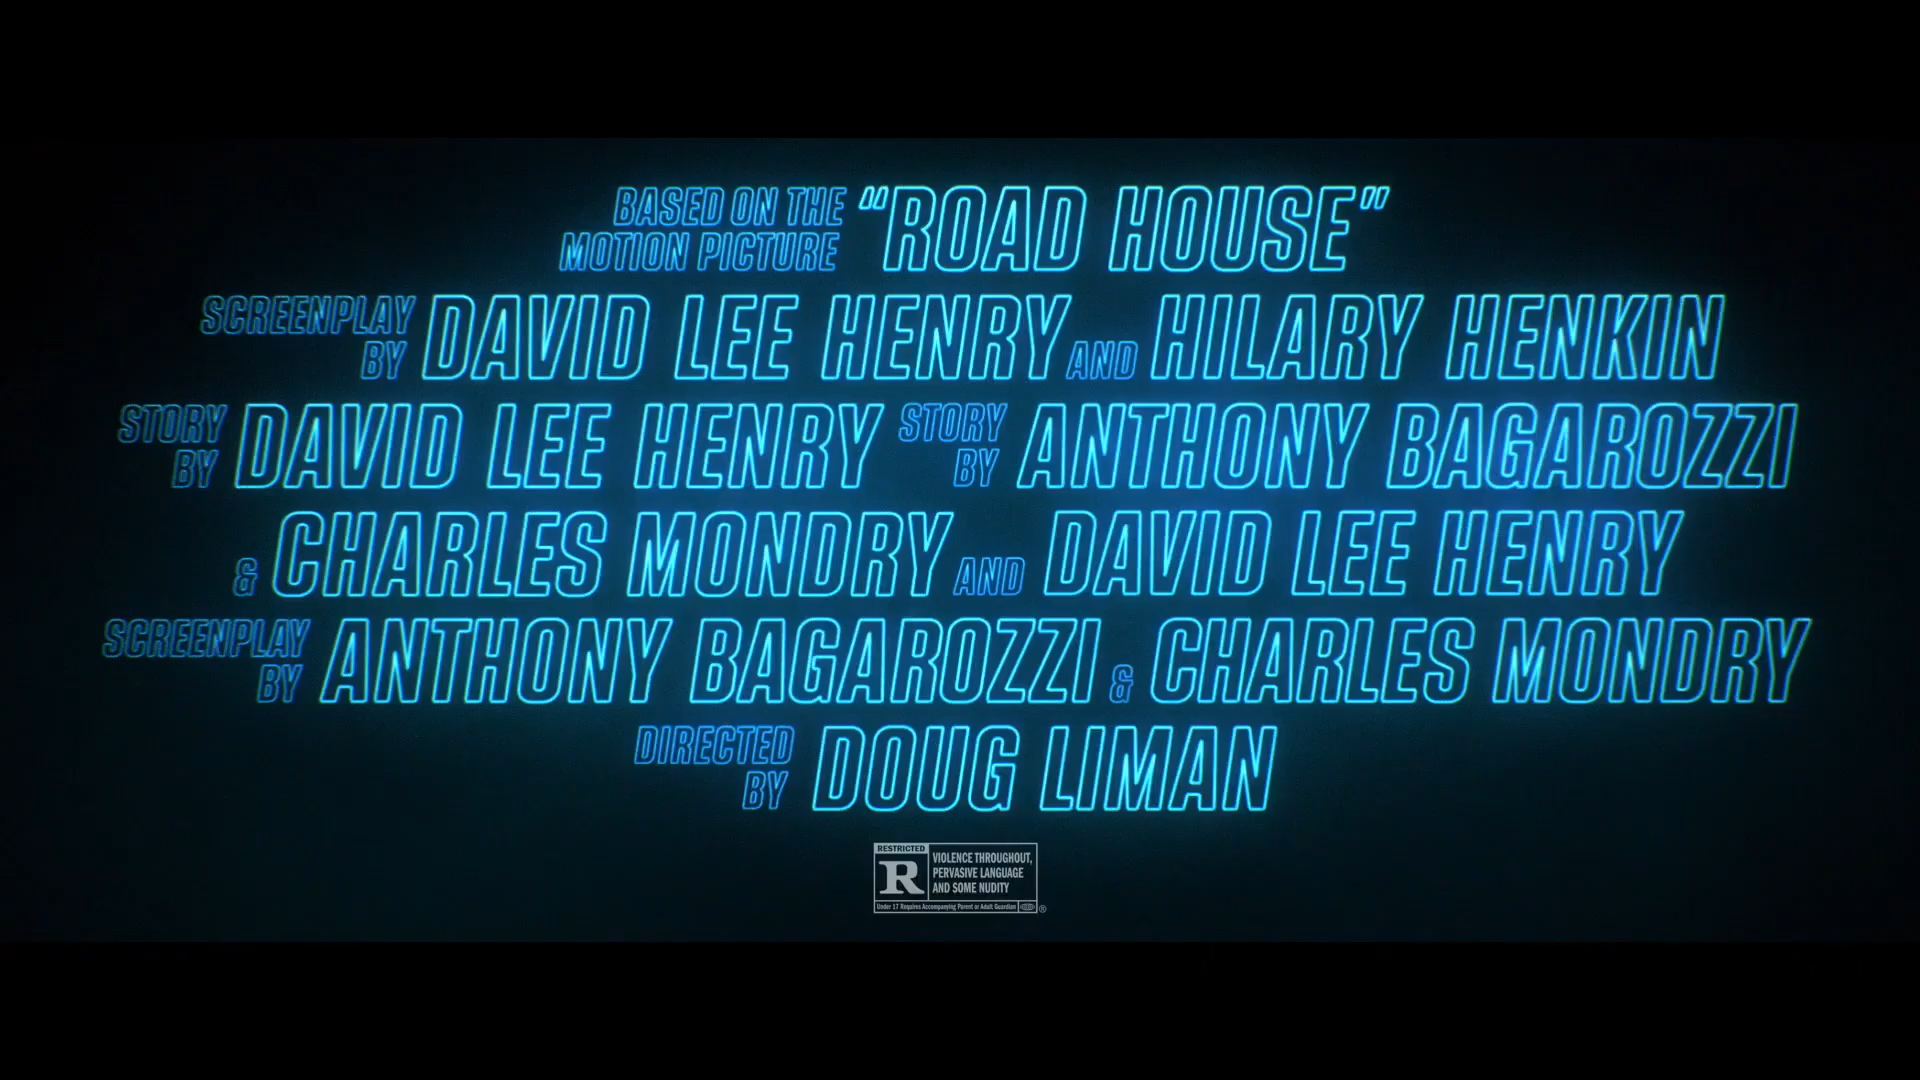 BASED ON THE MOTION PICTURE "ROAD HOUSE"
SCREENPLAY BY DAVID LEE HENRY AND HILARY HENKIN
STORY BY DAVID LEE HENRY STORY BY ANTHONY BAGAROZZI
& CHARLES MONDRY AND DAVID LEE HENRY
SCREENPLAY BY ANTHONY BAGAROZZI & CHARLES MONDRY
DIRECTED BY DOUG LIMAN
RESTRICTED
R
VIOLENCE THROUGHOUT,
PERVASIVE LANGUAGE
AND SOME NUDITY
Under 17 Requires Accompanying Parent or Adult Guardian ®